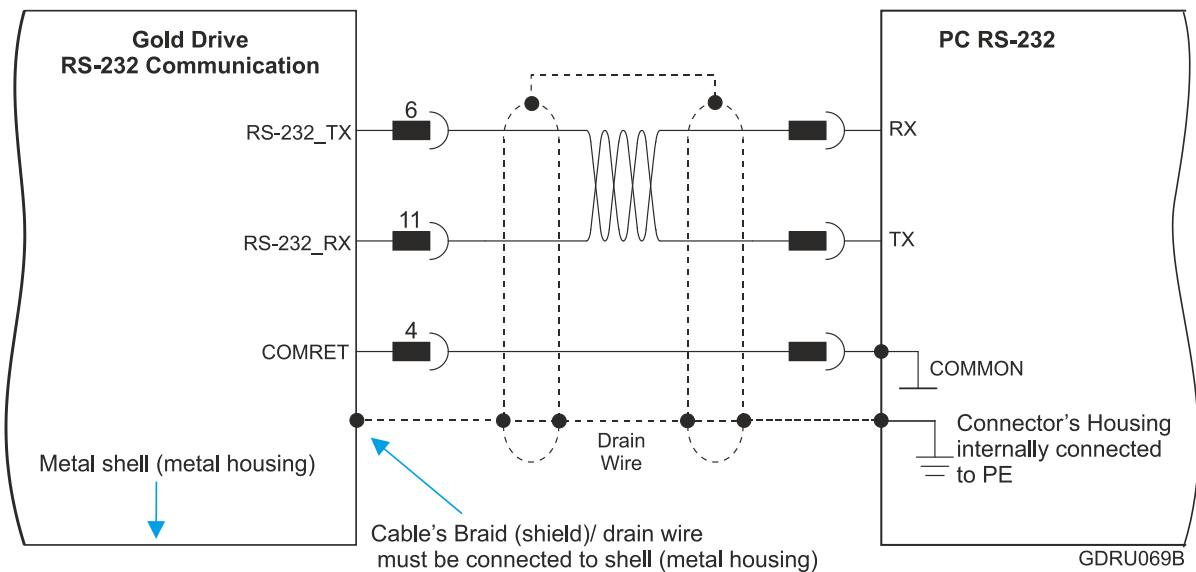 Gold Drive
RS-232 Communication
PC RS-232
6
RS-232_TX
RX
11
RS-232_RX
TX
4
COMRET
COMMON
Drain
Wire
Connector's Housing
internally connected
to PE
Metal shell (metal housing)
Cable's Braid (shield)/ drain wire
must be connected to shell (metal housing)
GDRU069B